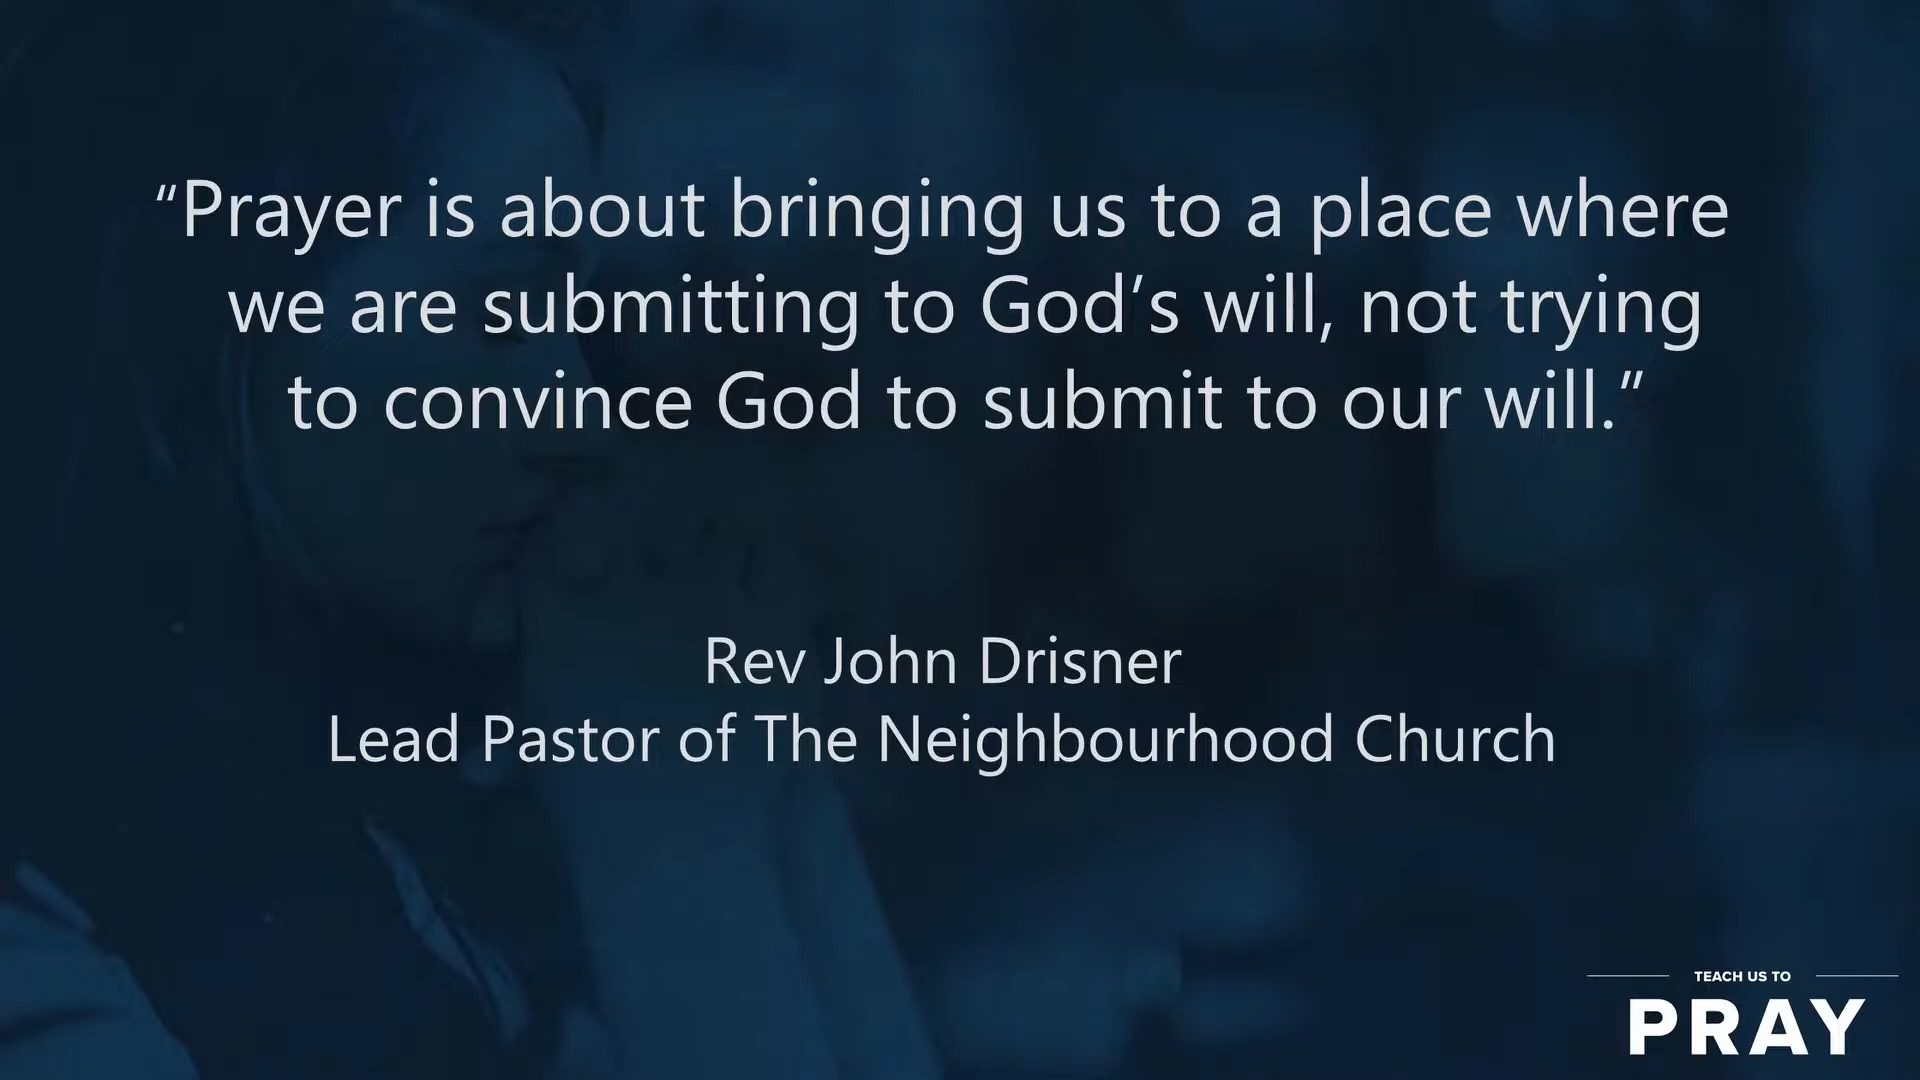 “Prayer is about bringing us to a place where
we are submitting to God’s will, not trying
to convince God to submit to our will.”
Rev John Drisner
Lead Pastor of The Neighbourhood Church
TEACH US TO
PRAY